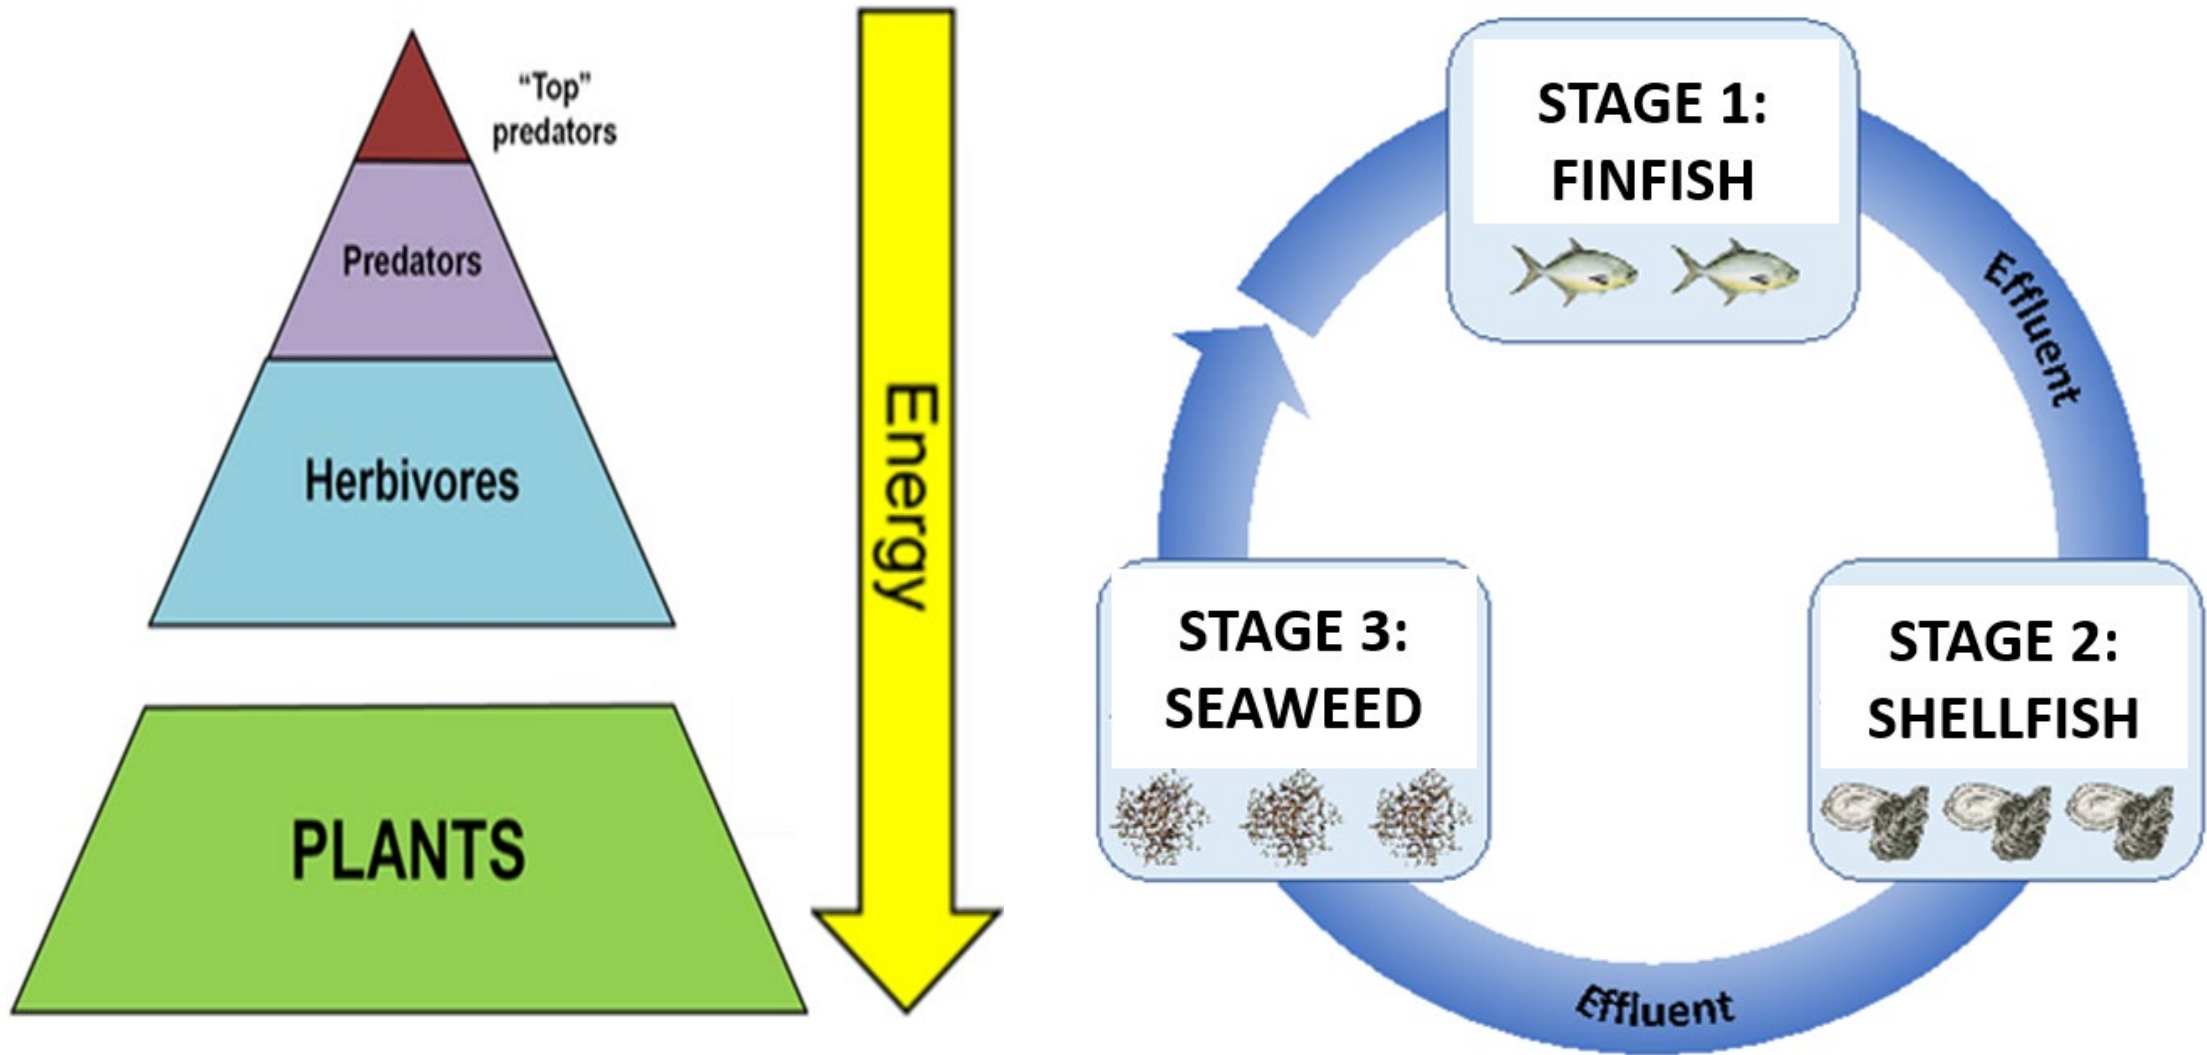 “Top”
predators
Predators
Herbivores
PLANTS
Energy
STAGE 1:
FINFISH
Effluent
STAGE 2:
SHELLFISH
Effluent
STAGE 3:
SEAWEED